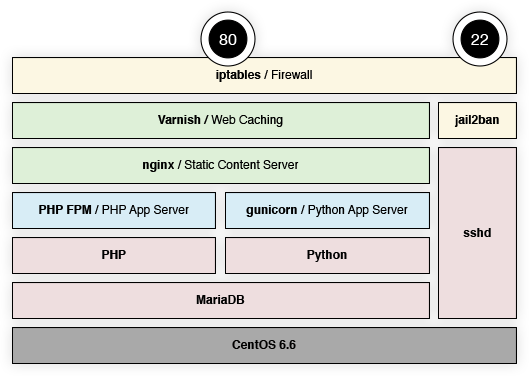 80
22
iptables / Firewall
Varnish / Web Caching
jail2ban
nginx / Static Content Server
PHP FPM / PHP App Server
gunicorn / Python App Server
sshd
PHP
Python
MariaDB
CentOS 6.6